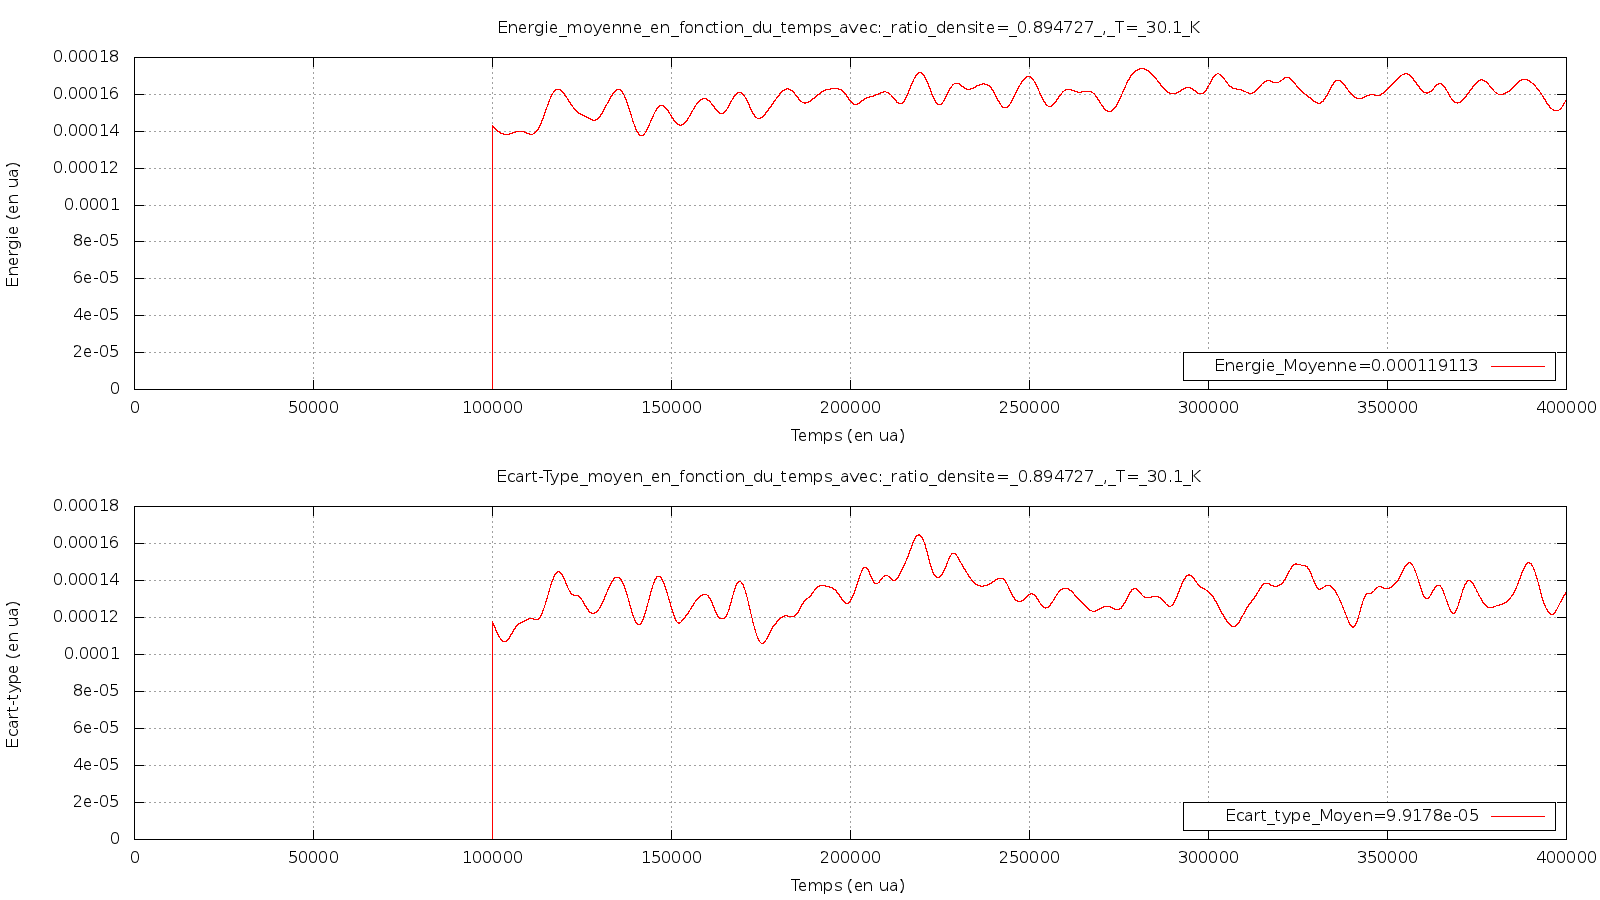 Energie_moyenne_en_fonction_du_temps_avec:_ratio_densite=_0.894727_,_T=_30.1_K
0.00018
0.00016
0.00014
0.00012
0.0001
8e-05
6e-05
4e-05
2e-05
0
Energie (en ua)
Energie_Moyenne=0.000119113
0 50000 100000 150000 200000 250000 300000 350000 400000
Temps (en ua)
Ecart-Type_moyen_en_fonction_du_temps_avec:_ratio_densite=_0.894727_,_T=_30.1_K
0.00018
0.00016
0.00014
0.00012
0.0001
8e-05
6e-05
4e-05
2e-05
0
Ecart-type (en ua)
Ecart_type_Moyen=9.9178e-05
0 50000 100000 150000 200000 250000 300000 350000 400000
Temps (en ua)